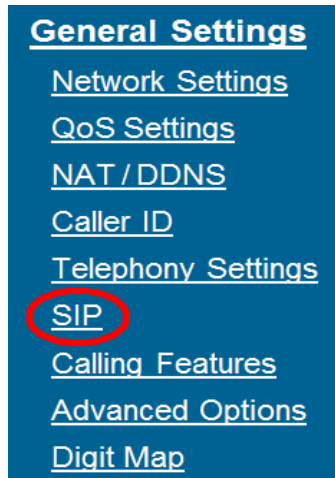 General Settings
Network Settings
QoS Settings
NAT / DDNS
Caller ID
Telephony Settings
SIP
Calling Features
Advanced Options
Digit Map